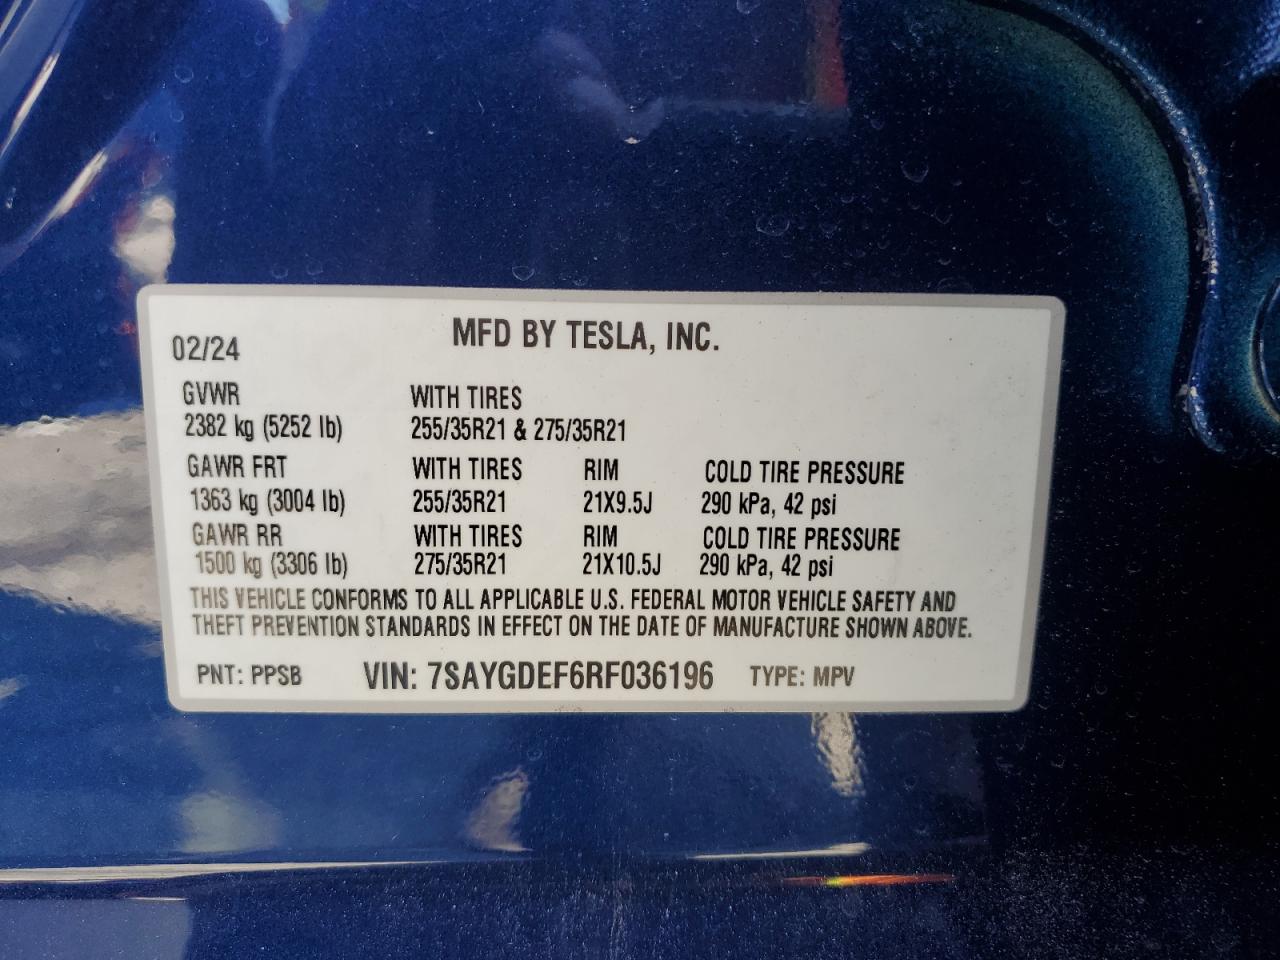 MFD BY TESLA, INC.
02/24
GVWR WITH TIRES
2382 kg (5252 lb) 255/35R21 & 275/35R21
GAWR FRT WITH TIRES RIM COLD TIRE PRESSURE
1363 kg (3004 lb) 255/35R21 21X9.5J 290 kPa, 42 psi
GAWR RR WITH TIRES RIM COLD TIRE PRESSURE
1500 kg (3306 lb) 275/35R21 21X10.5J 290 kPa, 42 psi
THIS VEHICLE CONFORMS TO ALL APPLICABLE U.S. FEDERAL MOTOR VEHICLE SAFETY AND
THEFT PREVENTION STANDARDS IN EFFECT ON THE DATE OF MANUFACTURE SHOWN ABOVE.
PNT: PPSB VIN: 7SAYGDEF6RF036196 TYPE: MPV